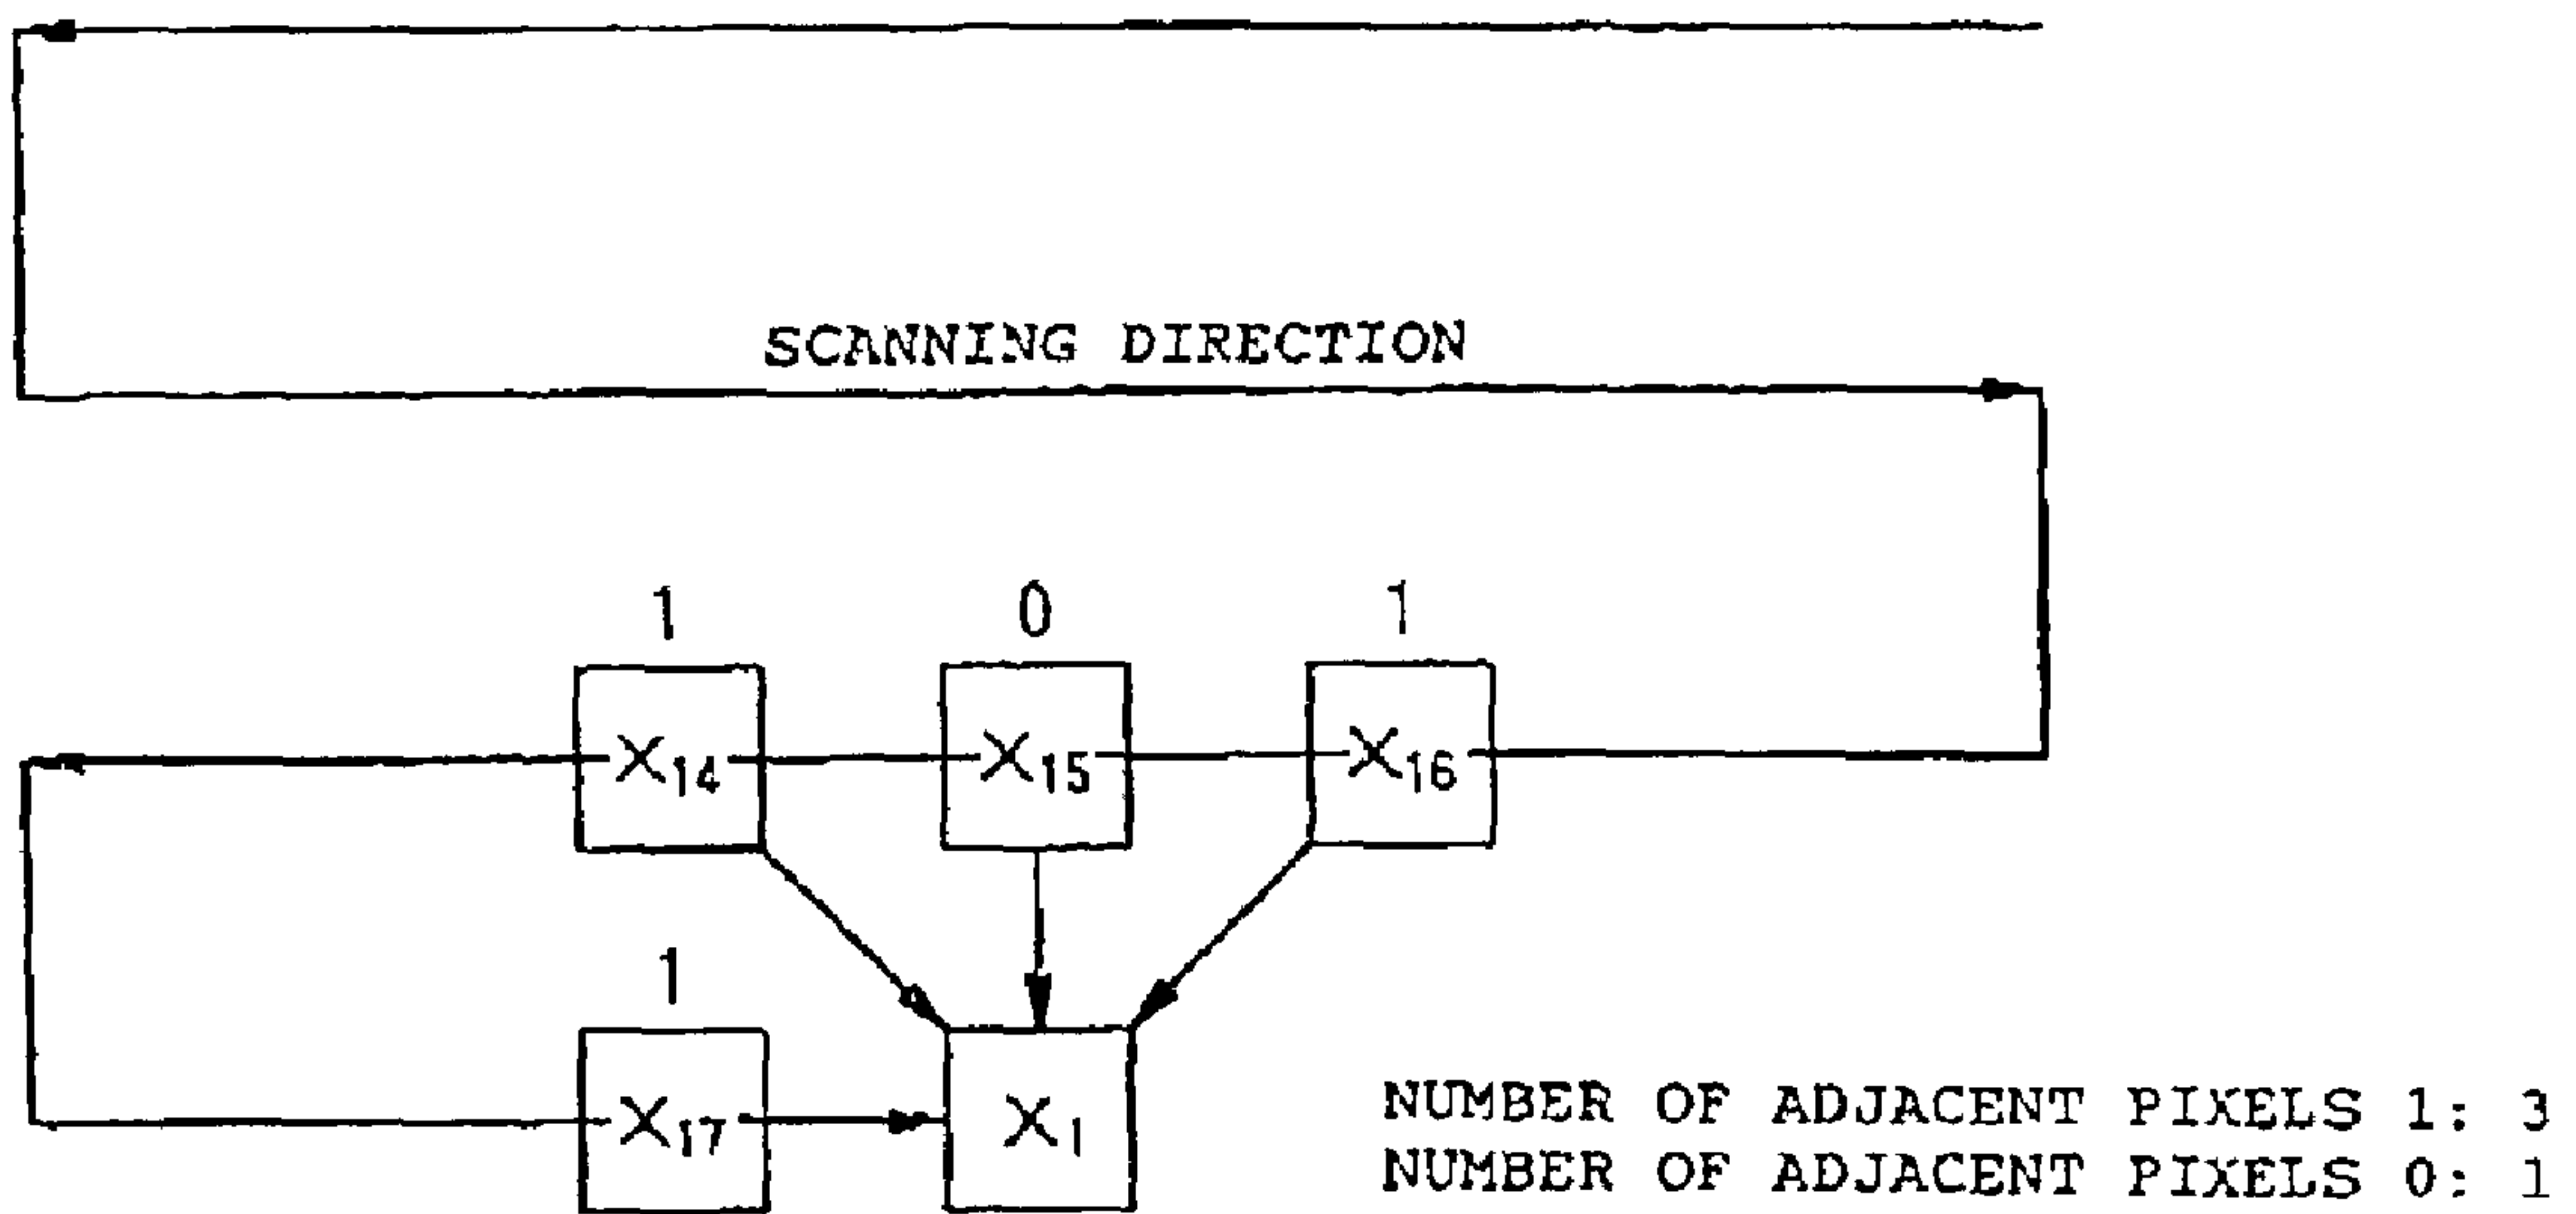 SCANNING DIRECTION
1 0 1
X14 X15 X16
1
X17 X1
NUMBER OF ADJACENT PIXELS 1: 3
NUMBER OF ADJACENT PIXELS 0: 1